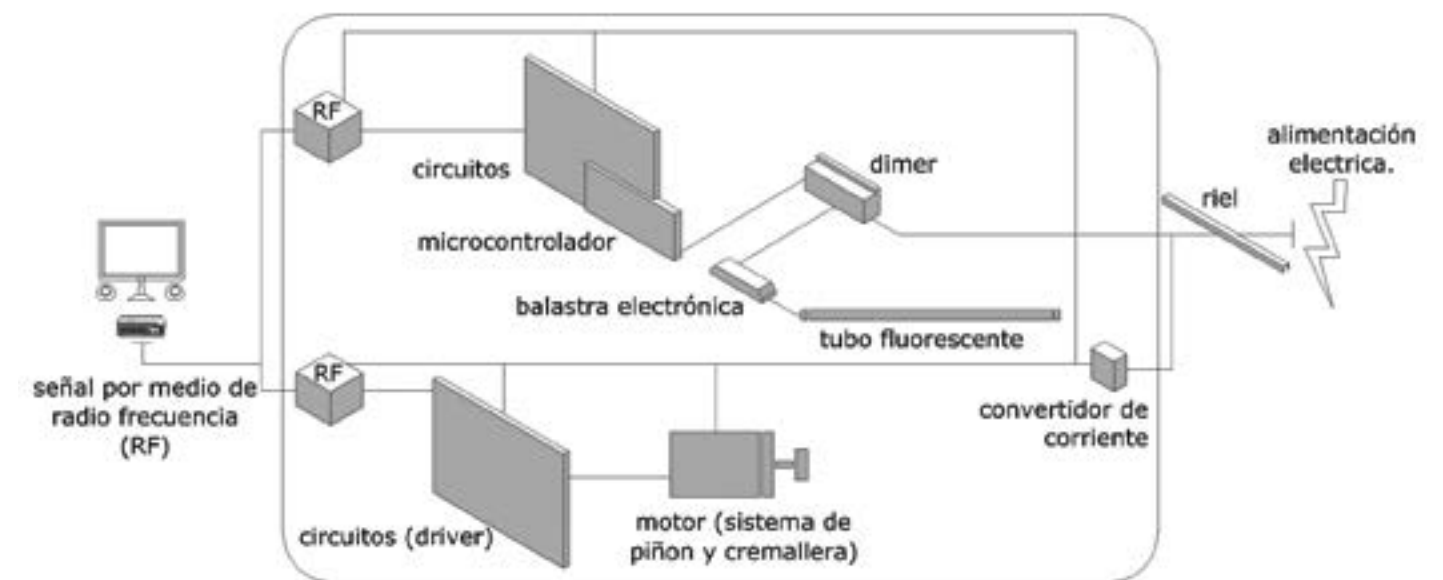 RF
circuitos
microcontrolador
dimer
alimentación
electrica.
riel
balastra electrónica
tubo fluorescente
señal por medio de
radio frecuencia
(RF)
RF
convertidor de
corriente
circuitos (driver)
motor (sistema de
piñon y cremallera)